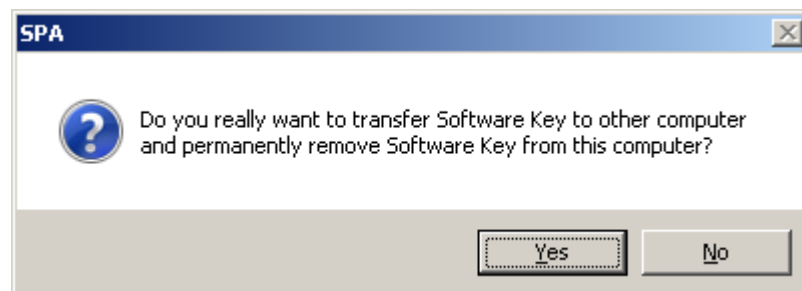 SPA
Do you really want to transfer Software Key to other computer
and permanently remove Software Key from this computer?
Yes
No